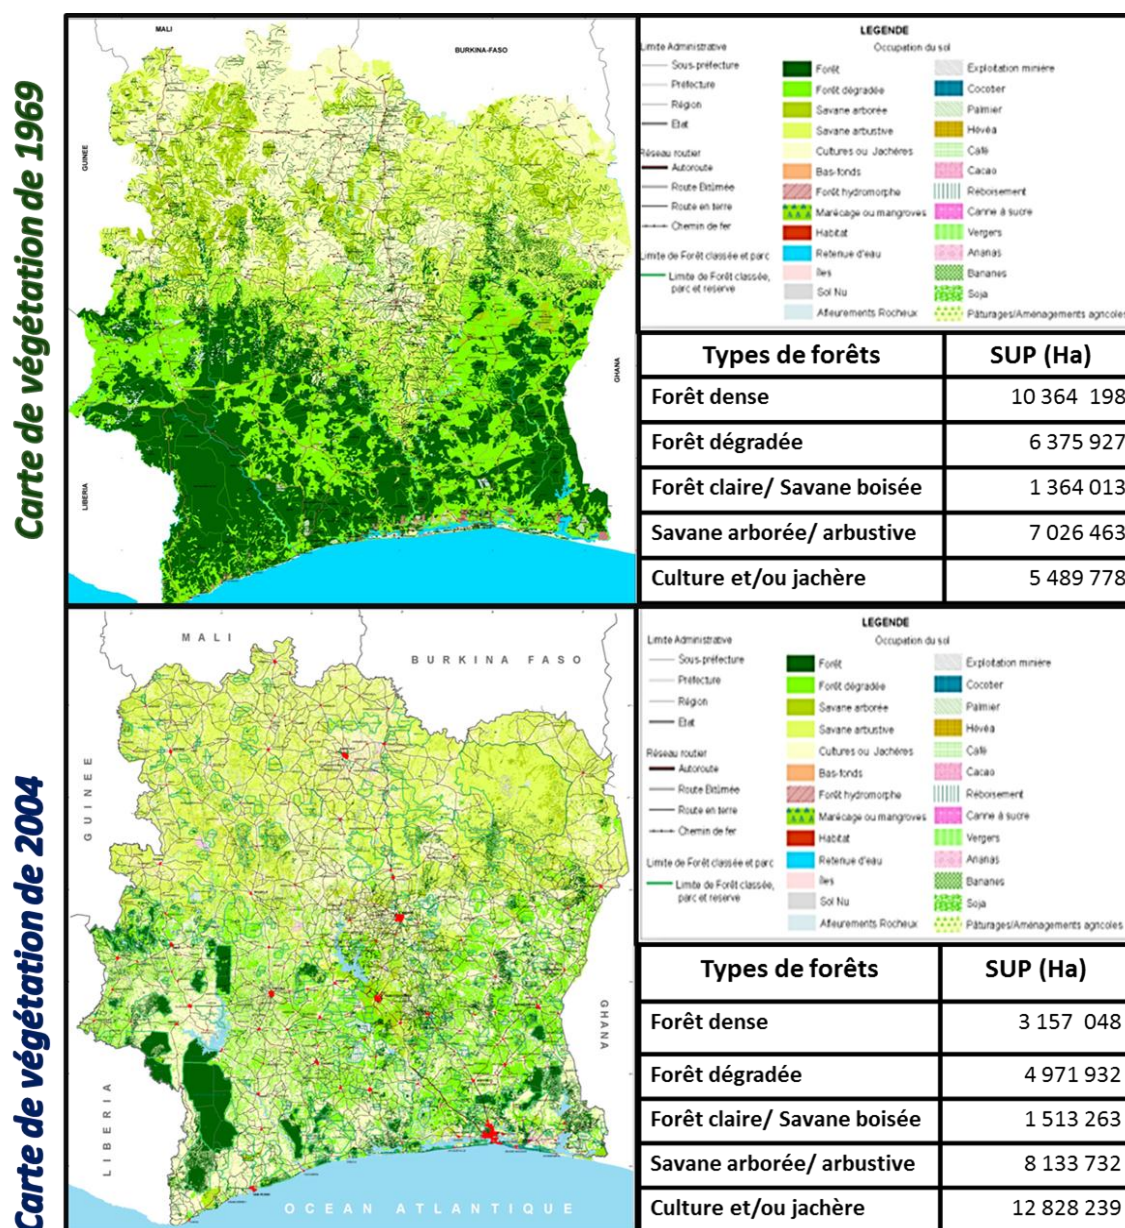 Carte de végétation de 1969
MALI
BURKINA-FASO
GUINEE
LIBERIA
GHANA
LEGENDE
Limite Administrative
Sous-préfecture
Préfecture
Région
Etat
Réseau routier
Autoroute
Route Bitûmée
Route en terre
Chemin de fer
Limite de Forêt classée et parc
Limite de Forêt classée,
parc et reserve
Occupation du sol
Forêt
Forêt dégradée
Savane arborée
Savane arbustive
Cultures ou Jachères
Bas-fonds
Forêt hydromorphe
Marécage ou mangroves
Habitat
Retenue d'eau
Îles
Sol Nu
Afleurements Rocheux
Exploitation minière
Cocotier
Palmier
Hévéa
Café
Cacao
Réboisement
Canne à sucre
Vergers
Ananas
Bananes
Soja
Pâturages/Aménagements agricoles
Types de forêts SUP (Ha)
Forêt dense 10 364 198
Forêt dégradée 6 375 927
Forêt claire/ Savane boisée 1 364 013
Savane arborée/ arbustive 7 026 463
Culture et/ou jachère 5 489 778
Carte de végétation de 2004
MALI
BURKINA FASO
GUINEE
LIBERIA
GHANA
OCEAN ATLANTIQUE
LEGENDE
Limite Administrative
Sous-préfecture
Préfecture
Région
Etat
Réseau routier
Autoroute
Route Bitûmée
Route en terre
Chemin de fer
Limite de Forêt classée et parc
Limite de Forêt classée,
parc et reserve
Occupation du sol
Forêt
Forêt dégradée
Savane arborée
Savane arbustive
Cultures ou Jachères
Bas-fonds
Forêt hydromorphe
Marécage ou mangroves
Habitat
Retenue d'eau
Îles
Sol Nu
Afleurements Rocheux
Exploitation minière
Cocotier
Palmier
Hévéa
Café
Cacao
Réboisement
Canne à sucre
Vergers
Ananas
Bananes
Soja
Pâturages/Aménagements agricoles
Types de forêts SUP (Ha)
Forêt dense 3 157 048
Forêt dégradée 4 971 932
Forêt claire/ Savane boisée 1 513 263
Savane arborée/ arbustive 8 133 732
Culture et/ou jachère 12 828 239